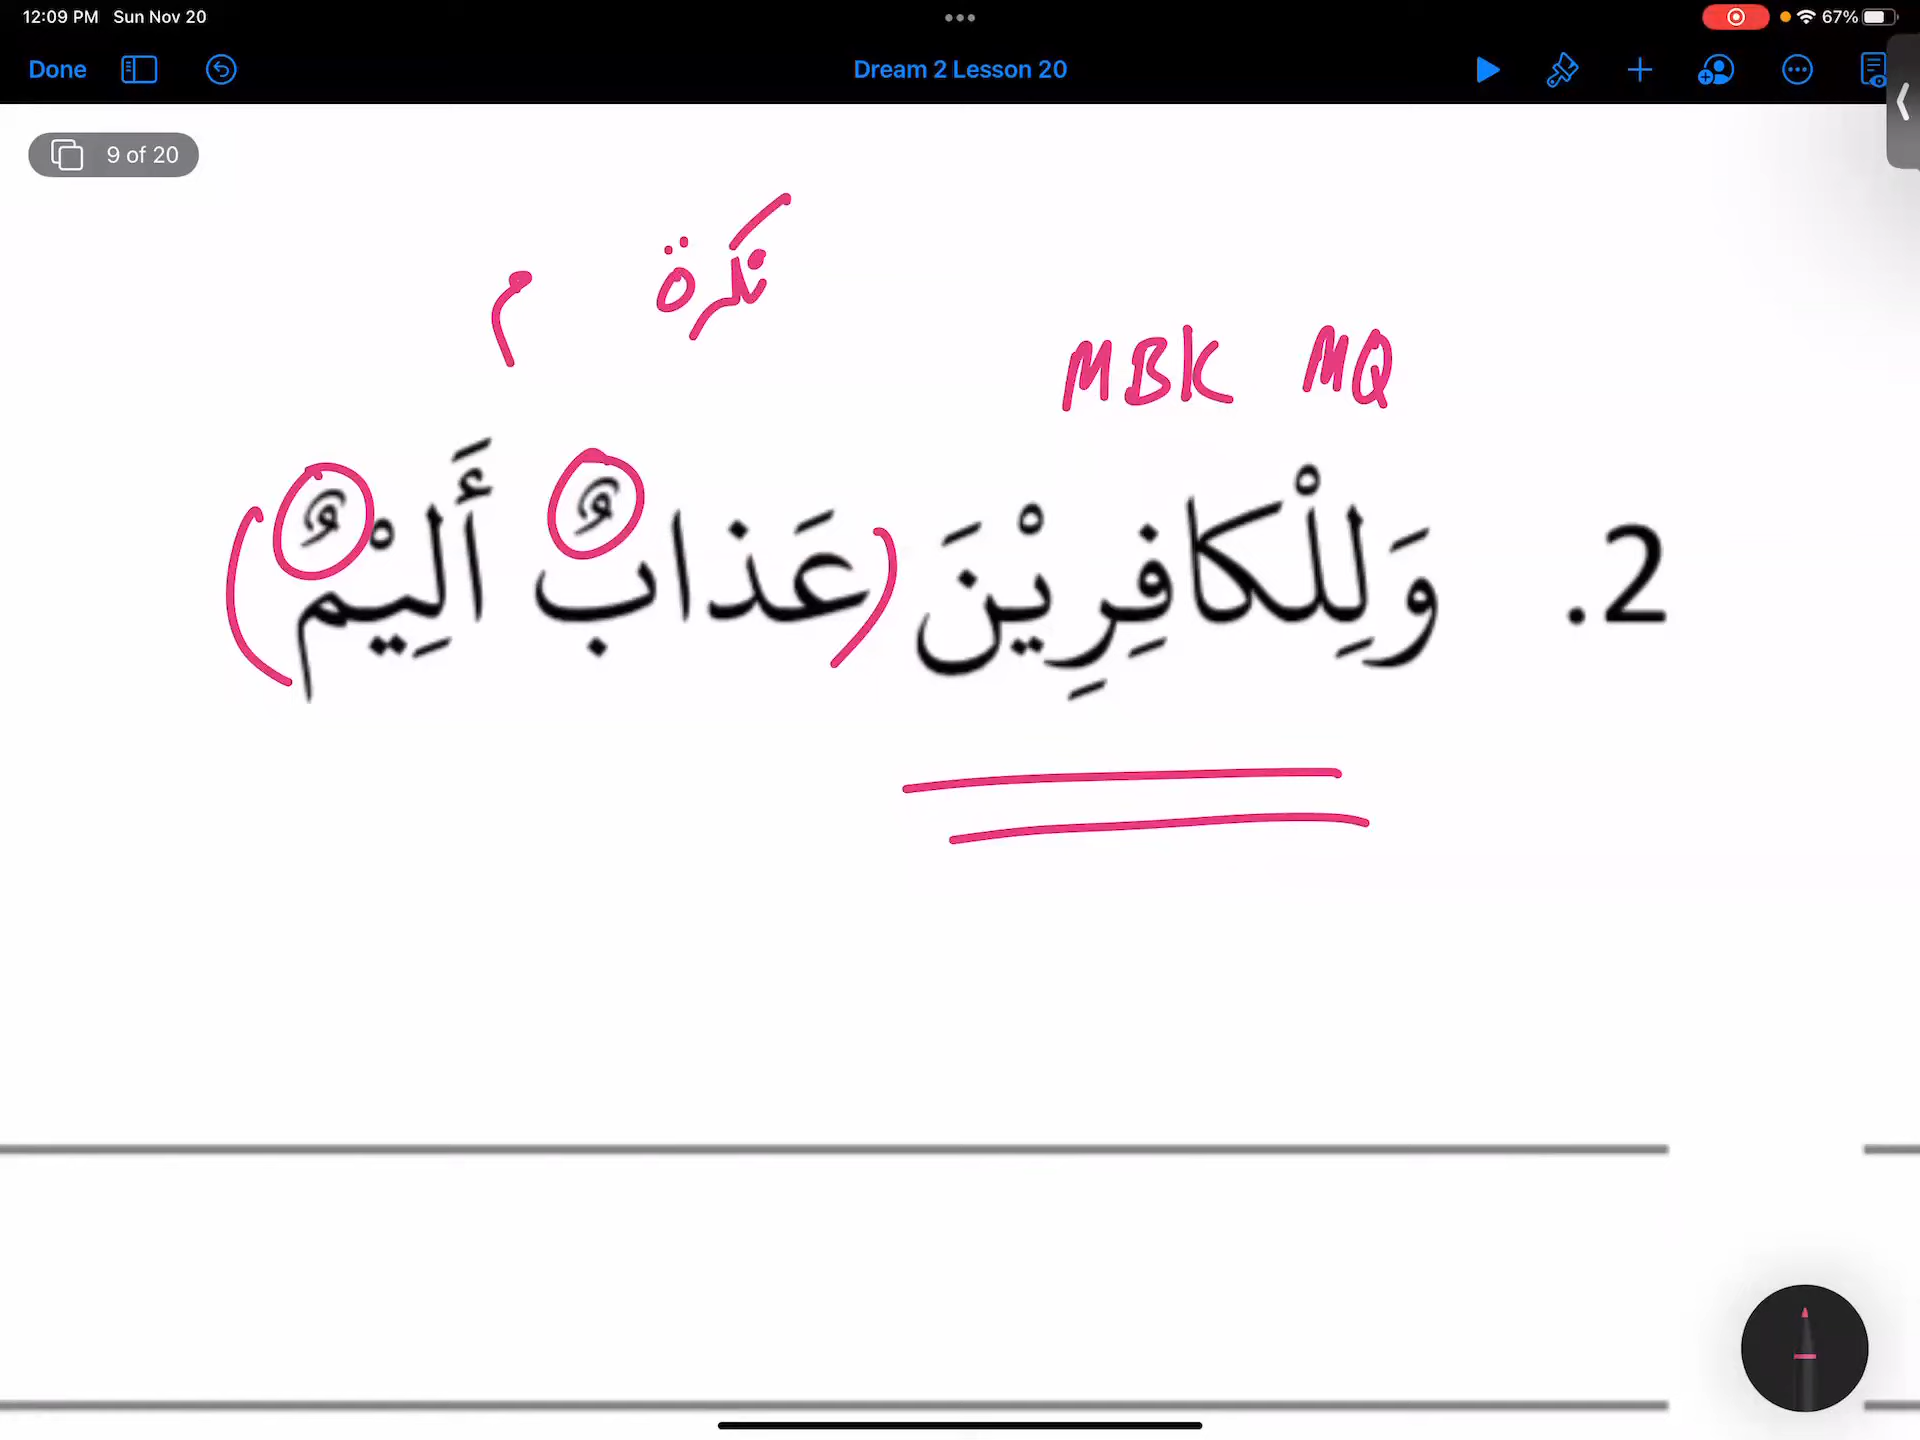 12:09 PM Sun Nov 20
67%
Done
Dream 2 Lesson 20
9 of 20
نكرة م
MBK MQ
2. وَلِلْكافِرِيْنَ (عَذابٌ أَلِيْمٌ)